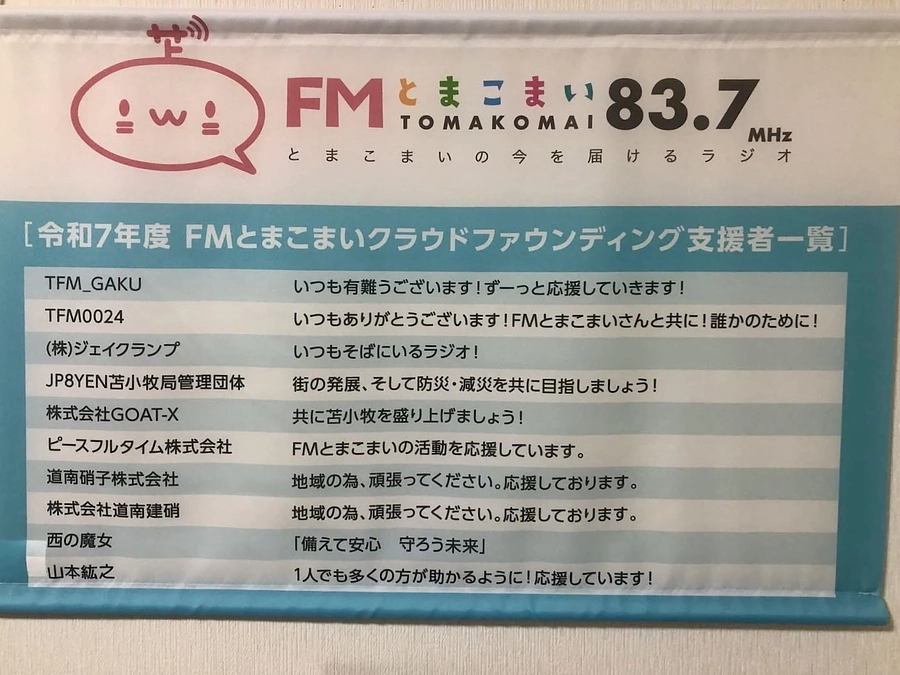 FMとまこまい 83.7 MHz
TOMAKOMAI
とまこまいの今を届けるラジオ
[令和7年度 FMとまこまいクラウドファウンディング支援者一覧]
TFM_GAKU いつも有難うございます！ずーっと応援していきます！
TFM0024 いつもありがとうございます！FMとまこまいさんと共に！誰かのために！
(株)ジェイクランプ いつもそばにいるラジオ！
JP8YEN苫小牧局管理団体 街の発展、そして防災・減災を共に目指しましょう！
株式会社GOAT-X 共に苫小牧を盛り上げましょう！
ピースフルタイム株式会社 FMとまこまいの活動を応援しています。
道南硝子株式会社 地域の為、頑張ってください。応援しております。
株式会社道南建硝 地域の為、頑張ってください。応援しております。
西の魔女 「備えて安心　守ろう未来」
山本紘之 1人でも多くの方が助かるように！応援しています！